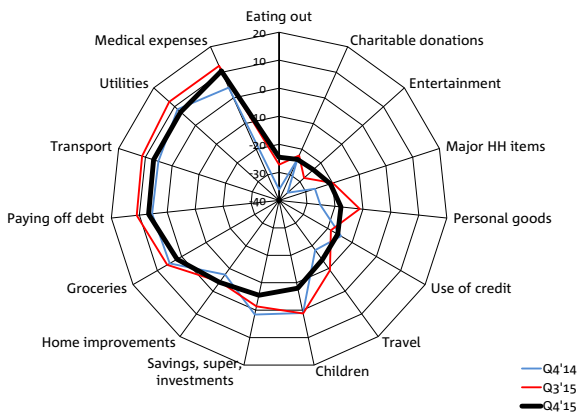 Eating out
20
Medical expenses
Charitable donations
10
Utilities
Entertainment
0
-10
Transport
Major HH items
-20
-30
-40
Paying off debt
Personal goods
Groceries
Use of credit
Home improvements
Travel
Savings, super,
investments
Children
Q4'14
Q3'15
Q4'15